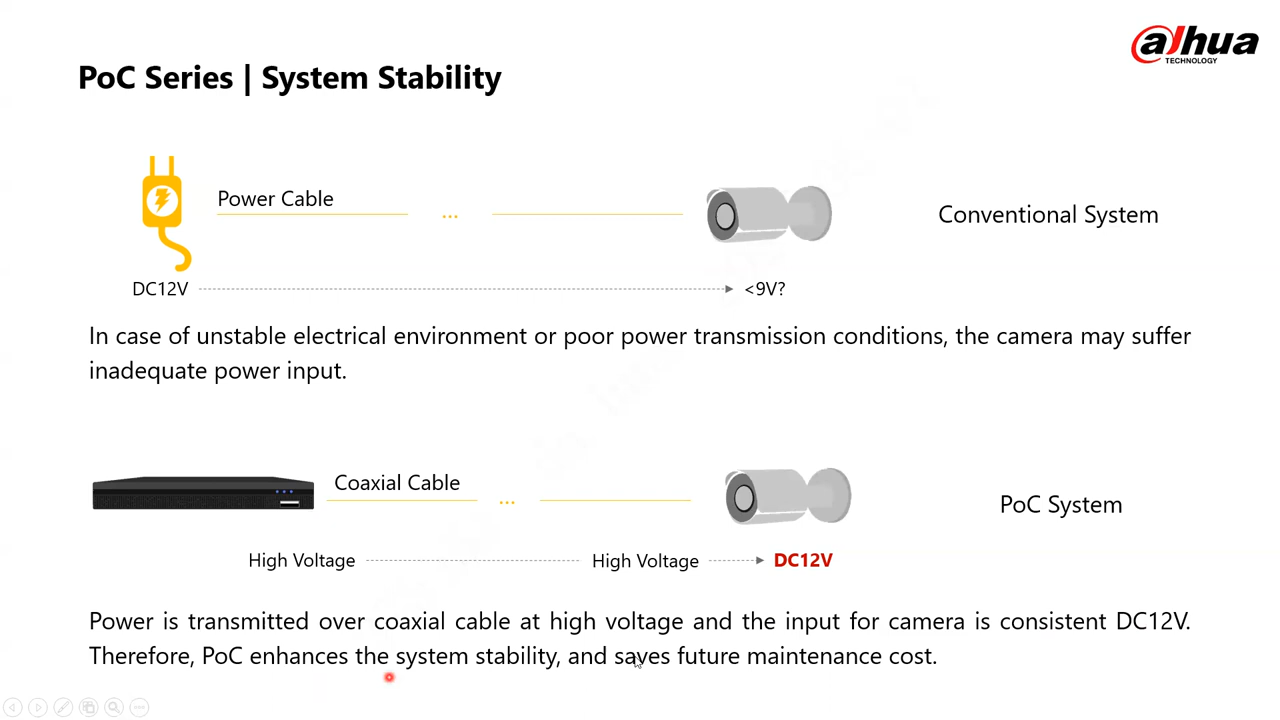 alhua
TECHNOLOGY
PoC Series | System Stability
Power Cable
...
Conventional System
DC12V
<9V?
In case of unstable electrical environment or poor power transmission conditions, the camera may suffer
inadequate power input.
Coaxial Cable
...
PoC System
High Voltage
High Voltage
DC12V
Power is transmitted over coaxial cable at high voltage and the input for camera is consistent DC12V.
Therefore, PoC enhances the system stability, and saves future maintenance cost.